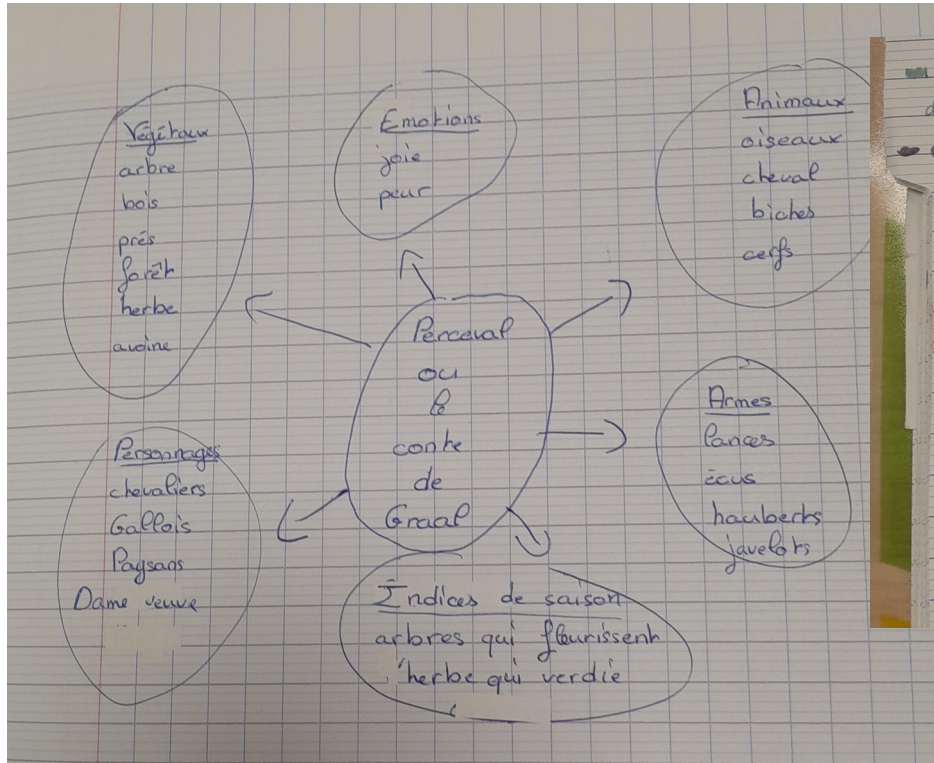 Végétaux
arbre
bois
prés
forêt
herbe
avoine
Emotions
joie
peur
Animaux
oiseaux
cheval
biches
cerfs
Perceval
ou
le
conte
de
Graal
Personnages
chevaliers
Gallois
Paysans
Dame veuve
Armes
lances
écus
hauberts
javelots
Indices de saison
arbres qui fleurissent
'herbe qui verdie